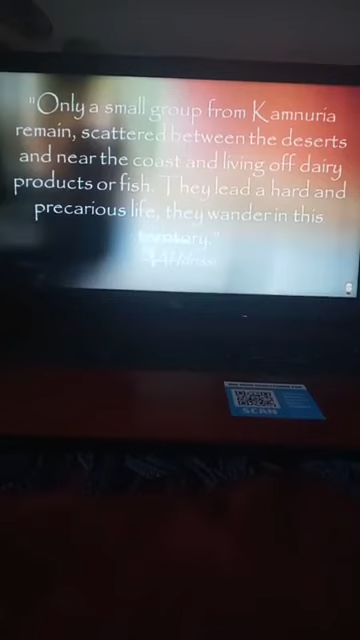 "Only a small group from Kamnuria
remain, scattered between the deserts
and near the coast and living off dairy
products or fish. They lead a hard and
precarious life, they wander in this
SCAN